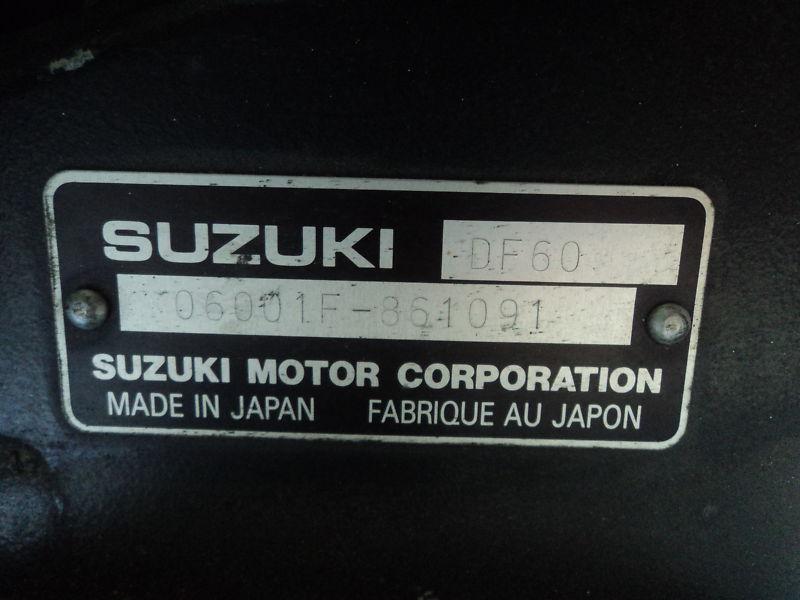 SUZUKI DF60
06001F-861091
SUZUKI MOTOR CORPORATION
MADE IN JAPAN FABRIQUE AU JAPON